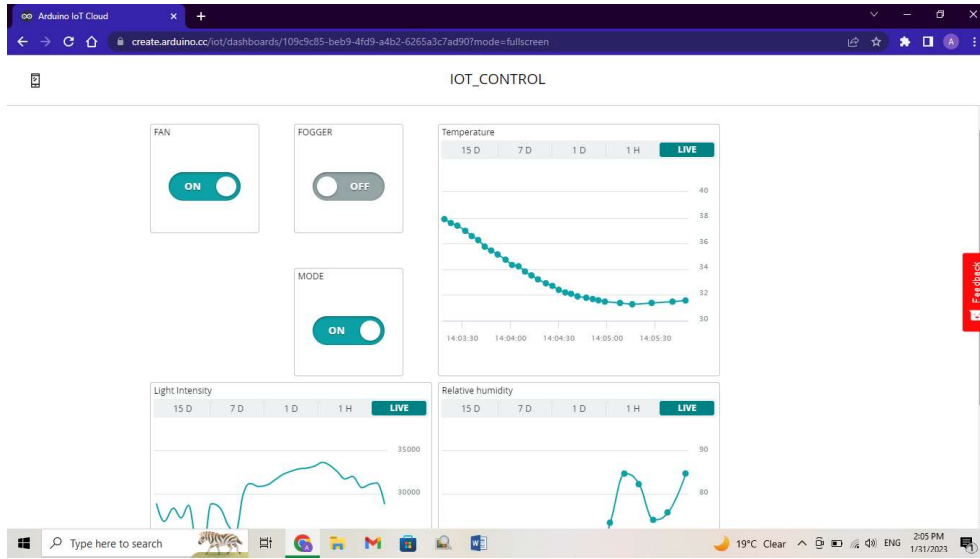 Arduino IoT Cloud
create.arduino.cc/iot/dashboards/109c9c85-beb9-4fd9-a4b2-6265a3c7ad90?mode=fullscreen
A
IOT_CONTROL
FAN
ON
FOGGER
OFF
MODE
ON
Temperature
15 D 7 D 1 D 1 H LIVE
40
38
36
34
32
30
14:03:30 14:04:00 14:04:30 14:05:00 14:05:30
Feedback
Light Intensity
15 D 7 D 1 D 1 H LIVE
35000
30000
Relative humidity
15 D 7 D 1 D 1 H LIVE
90
80
Type here to search
19°C Clear
ENG
2:05 PM
1/31/2023